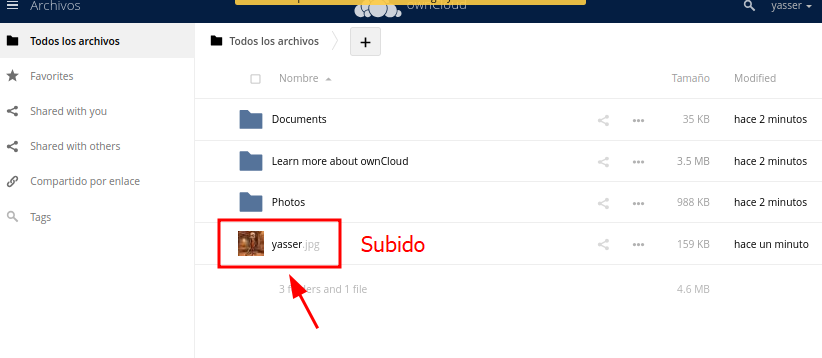 Archivos
ownCloud
yasser
Todos los archivos
Favorites
Shared with you
Shared with others
Compartido por enlace
Tags
Todos los archivos
+
Nombre
Tamaño
Modified
Documents
35 KB
hace 2 minutos
Learn more about ownCloud
3.5 MB
hace 2 minutos
Photos
988 KB
hace 2 minutos
yasser.jpg
Subido
159 KB
hace un minuto
3 folders and 1 file
4.6 MB